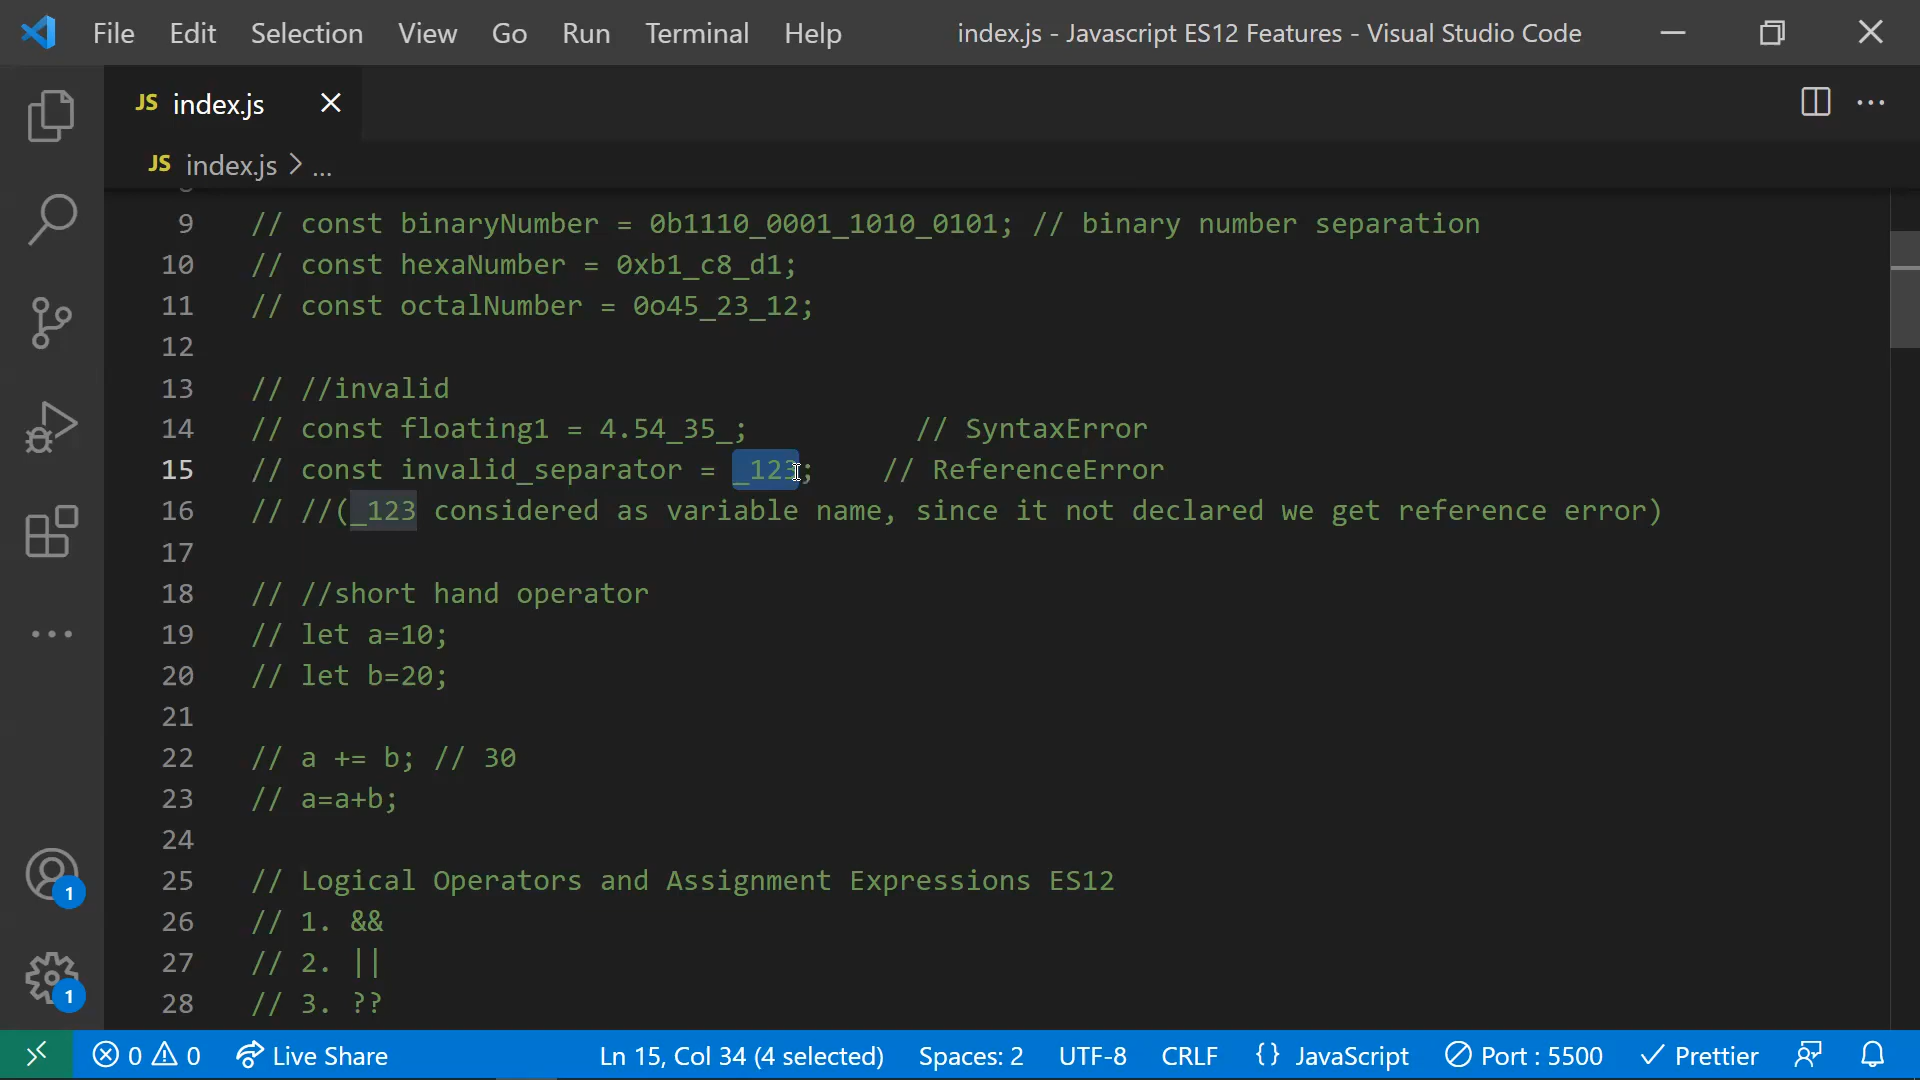 File Edit Selection View Go Run Terminal Help index.js - Javascript ES12 Features - Visual Studio Code
JS index.js
JS index.js > ...
9 // const binaryNumber = 0b1110_0001_1010_0101; // binary number separation
10 // const hexaNumber = 0xb1_c8_d1;
11 // const octalNumber = 0o45_23_12;
12
13 // //invalid
14 // const floating1 = 4.54_35_; // SyntaxError
15 // const invalid_separator = _123; // ReferenceError
16 // //(_123 considered as variable name, since it not declared we get reference error)
17
18 // //short hand operator
19 // let a=10;
20 // let b=20;
21
22 // a += b; // 30
23 // a=a+b;
24
25 // Logical Operators and Assignment Expressions ES12
26 // 1. &&
27 // 2. ||
28 // 3. ??
1
1
0 0 Live Share Ln 15, Col 34 (4 selected) Spaces: 2 UTF-8 CRLF {} JavaScript Port : 5500 Prettier